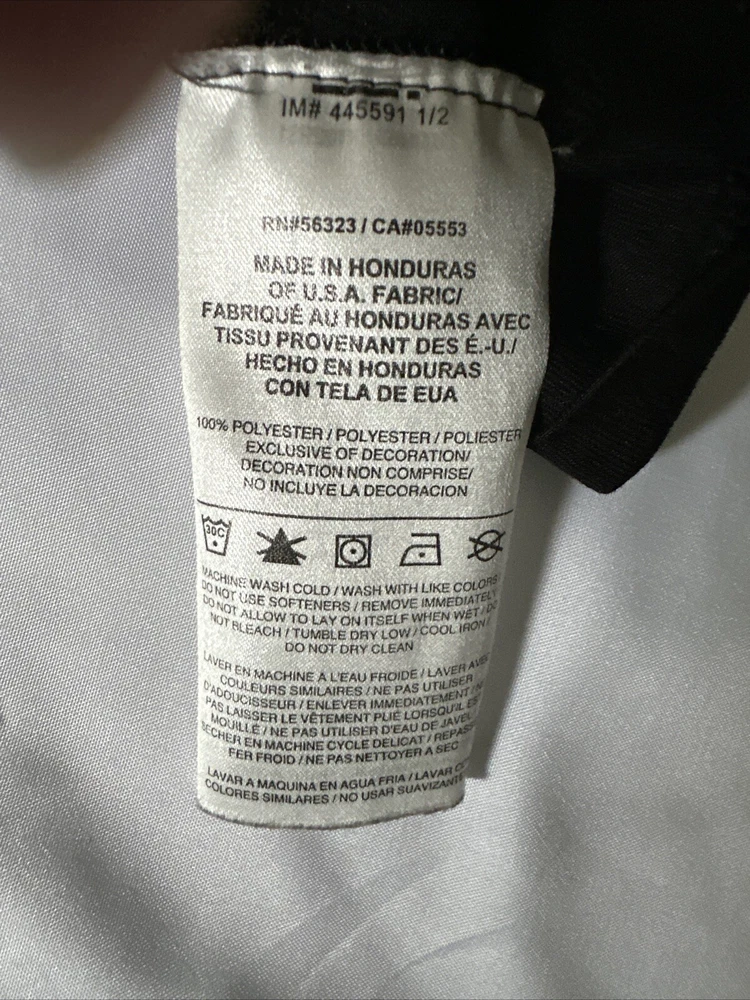 IM# 445591 1/2
RN#56323 / CA#05553
MADE IN HONDURAS
OF U.S.A. FABRIC/
FABRIQUÉ AU HONDURAS AVEC
TISSU PROVENANT DES É.-U./
HECHO EN HONDURAS
CON TELA DE EUA
100% POLYESTER / POLYESTER / POLIESTER
EXCLUSIVE OF DECORATION/
DECORATION NON COMPRISE/
NO INCLUYE LA DECORACION
30C
MACHINE WASH COLD / WASH WITH LIKE COLORS
DO NOT USE SOFTENERS / REMOVE IMMEDIATELY
DO NOT ALLOW TO LAY ON ITSELF WHEN WET / DO
NOT BLEACH / TUMBLE DRY LOW / COOL IRON /
DO NOT DRY CLEAN
LAVER EN MACHINE A L'EAU FROIDE / LAVER AVEC
COULEURS SIMILAIRES / NE PAS UTILISER
D'ADOUCISSEUR / ENLEVER IMMEDIATEMENT /
PAS LAISSER LE VÊTEMENT PLIÉ LORSQU'IL
MOUILLÉ / NE PAS UTILISER D'EAU DE JAVEL
SECHER EN MACHINE CYCLE DELICAT /
FER FROID / NE PAS NETTOYER A SEC
LAVAR A MAQUINA EN AGUA FRIA / LAVAR
COLORES SIMILARES / NO USAR